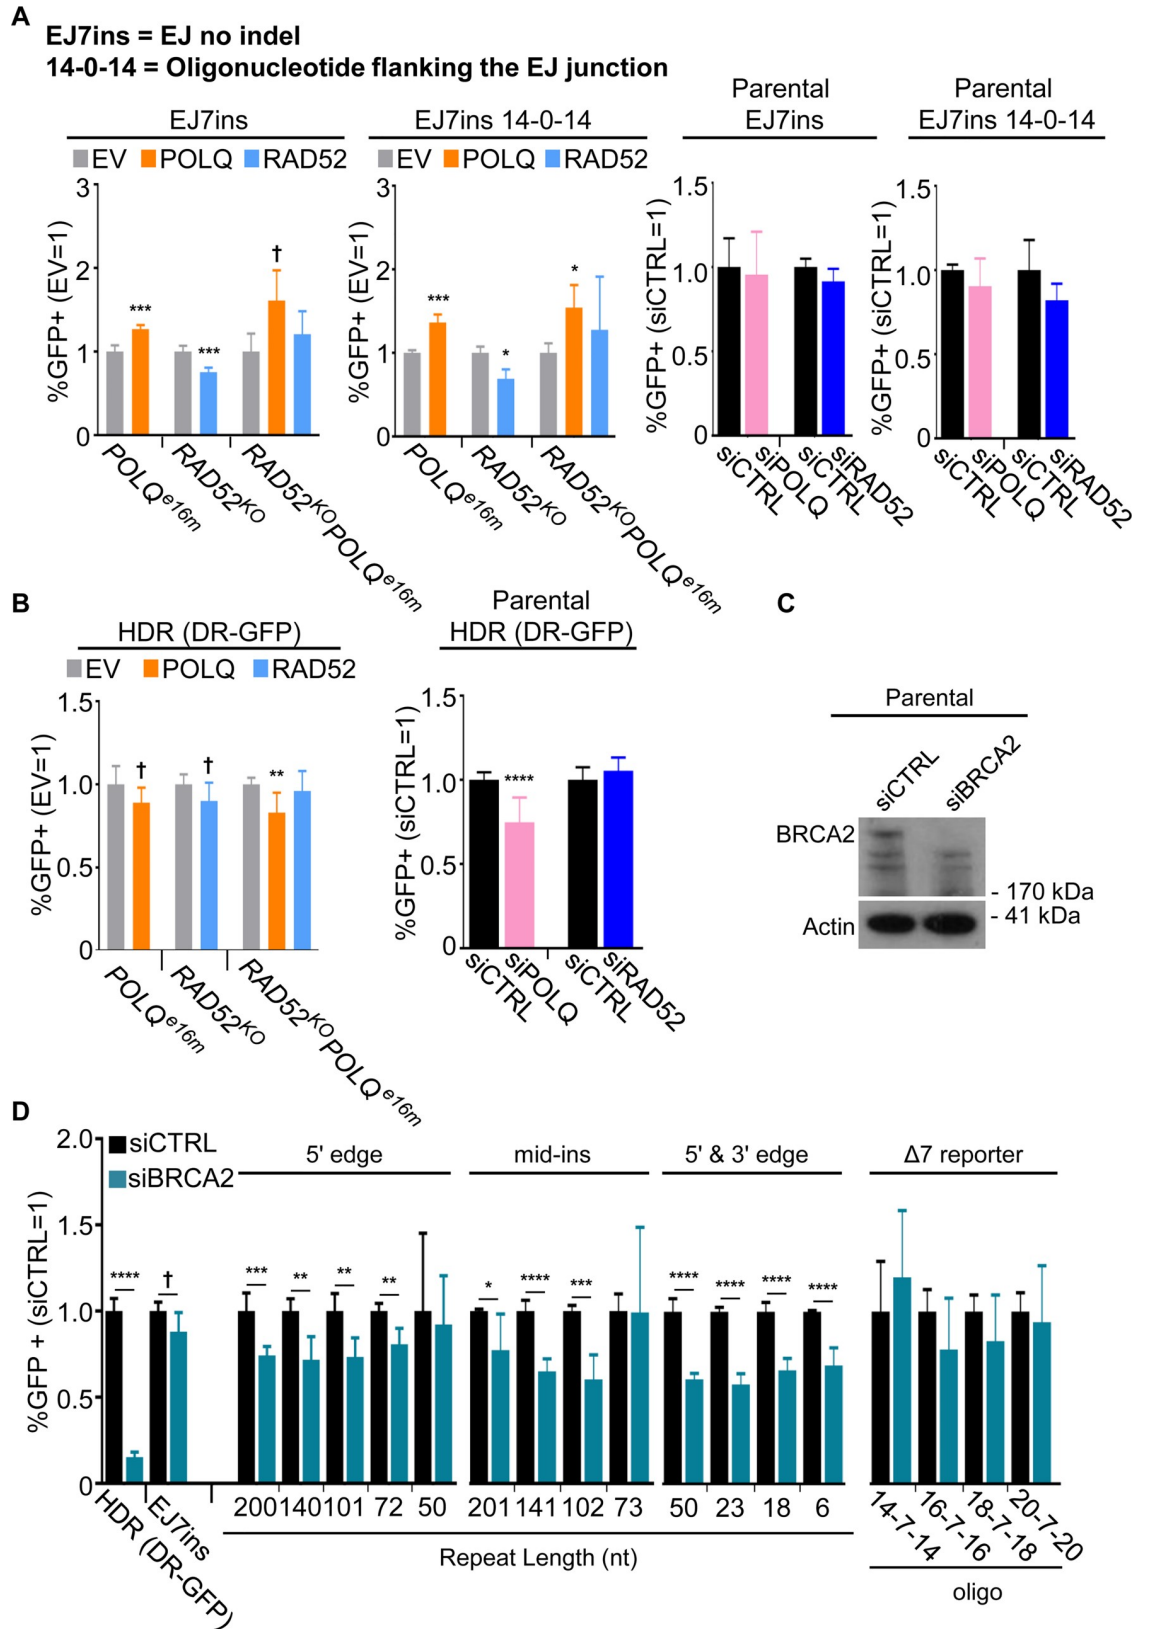 A
EJ7ins = EJ no indel
14-0-14 = Oligonucleotide flanking the EJ junction
EJ7ins
EV POLQ RAD52
%GFP+ (EV=1)
3
2
1
0
***
***
†
POLQe16m
RAD52KO
RAD52KOPOLQe16m
EJ7ins 14-0-14
EV POLQ RAD52
%GFP+ (EV=1)
3
2
1
0
***
*
*
POLQe16m
RAD52KO
RAD52KOPOLQe16m
Parental
EJ7ins
%GFP+ (siCTRL=1)
1.5
1.0
0.5
0
siCTRL
siPOLQ
siCTRL
siRAD52
Parental
EJ7ins 14-0-14
%GFP+ (siCTRL=1)
1.5
1.0
0.5
0
siCTRL
siPOLQ
siCTRL
siRAD52
B
HDR (DR-GFP)
EV POLQ RAD52
%GFP+ (EV=1)
1.5
1.0
0.5
0
†
†
**
POLQe16m
RAD52KO
RAD52KOPOLQe16m
Parental
HDR (DR-GFP)
%GFP+ (siCTRL=1)
1.5
1.0
0.5
0
****
siCTRL
siPOLQ
siCTRL
siRAD52
C
Parental
siCTRL
siBRCA2
BRCA2
- 170 kDa
- 41 kDa
Actin
D
siCTRL
siBRCA2
%GFP + (siCTRL=1)
2.0
1.5
1.0
0.5
0
5' edge
mid-ins
5' & 3' edge
Δ7 reporter
**** † *** ** ** ** * **** *** **** **** **** ****
HDR (DR-GFP)
EJ7ins
200 140 101 72 50
201 141 102 73
50 23 18 6
14-7-14
16-7-16
18-7-18
20-7-20
Repeat Length (nt)
oligo